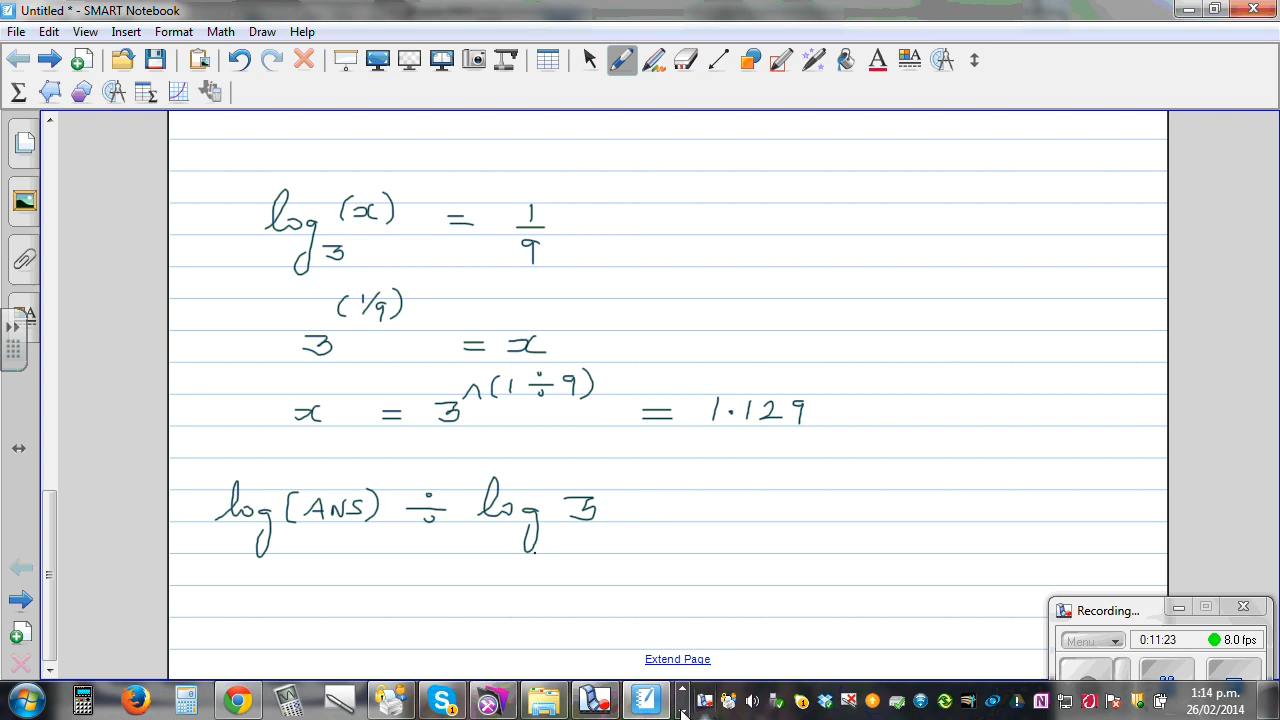 Untitled * - SMART Notebook
File Edit View Insert Format Math Draw Help
log₃(x) = 1/9
3^(1/9) = x
x = 3^(1 ÷ 9) = 1.129
log(ANS) ÷ log 3
Recording...
Menu 0:11:23 8.0 fps
Extend Page
1:14 p.m.
26/02/2014